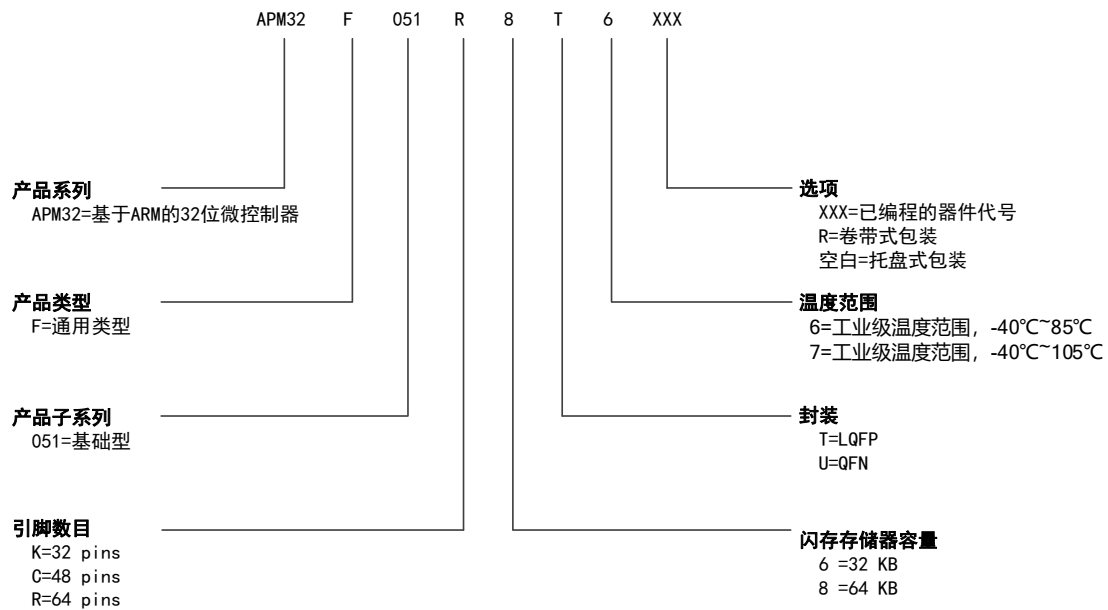 APM32 F 051 R 8 T 6 XXX
产品系列
APM32=基于ARM的32位微控制器
产品类型
F=通用类型
产品子系列
051=基础型
引脚数目
K=32 pins
C=48 pins
R=64 pins
选项
XXX=已编程的器件代号
R=卷带式包装
空白=托盘式包装
温度范围
6=工业级温度范围，-40℃~85℃
7=工业级温度范围，-40℃~105℃
封装
T=LQFP
U=QFN
闪存存储器容量
6 =32 KB
8 =64 KB